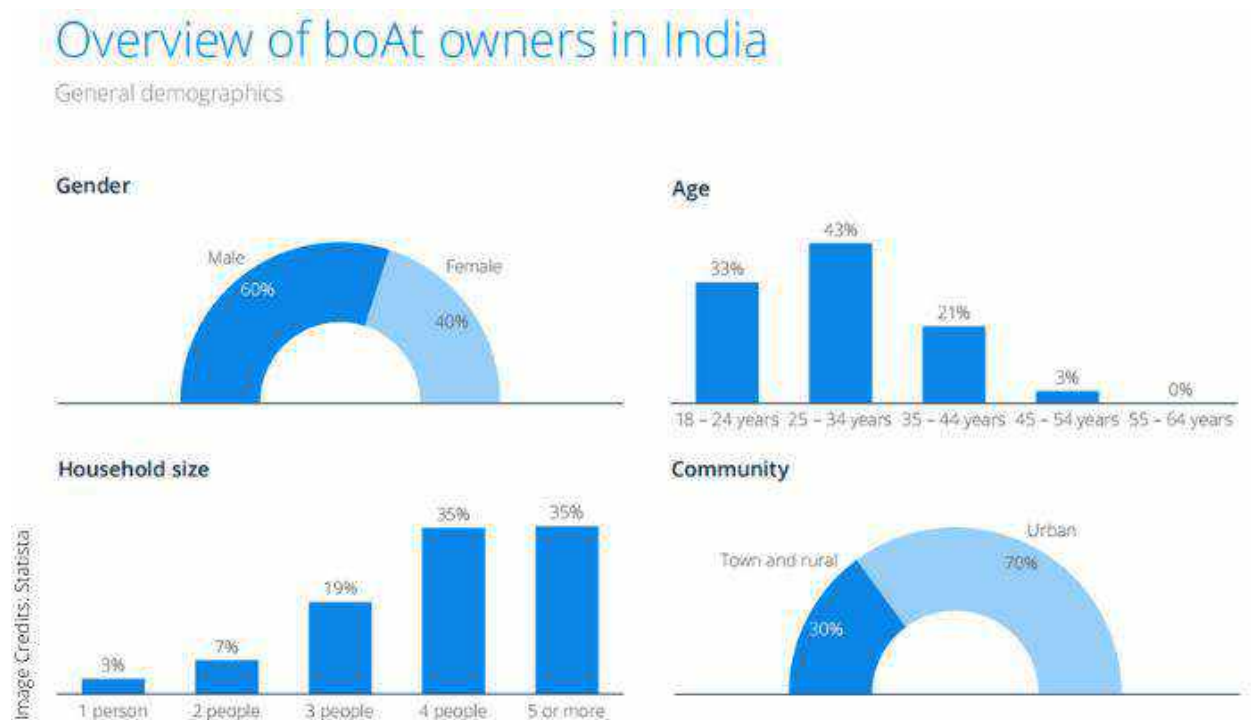 Overview of boAt owners in India
General demographics
Gender
Male
60%
Female
40%
Age
33%
43%
21%
3%
0%
18 – 24 years 25 – 34 years 35 – 44 years 45 – 54 years 55 – 64 years
Household size
3%
7%
19%
35%
35%
1 person 2 people 3 people 4 people 5 or more
Community
Town and rural
30%
Urban
70%
Image Credits: Statista